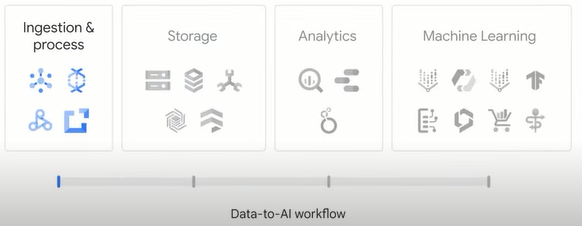 Ingestion &
process
Storage
Analytics
Machine Learning
Data-to-AI workflow